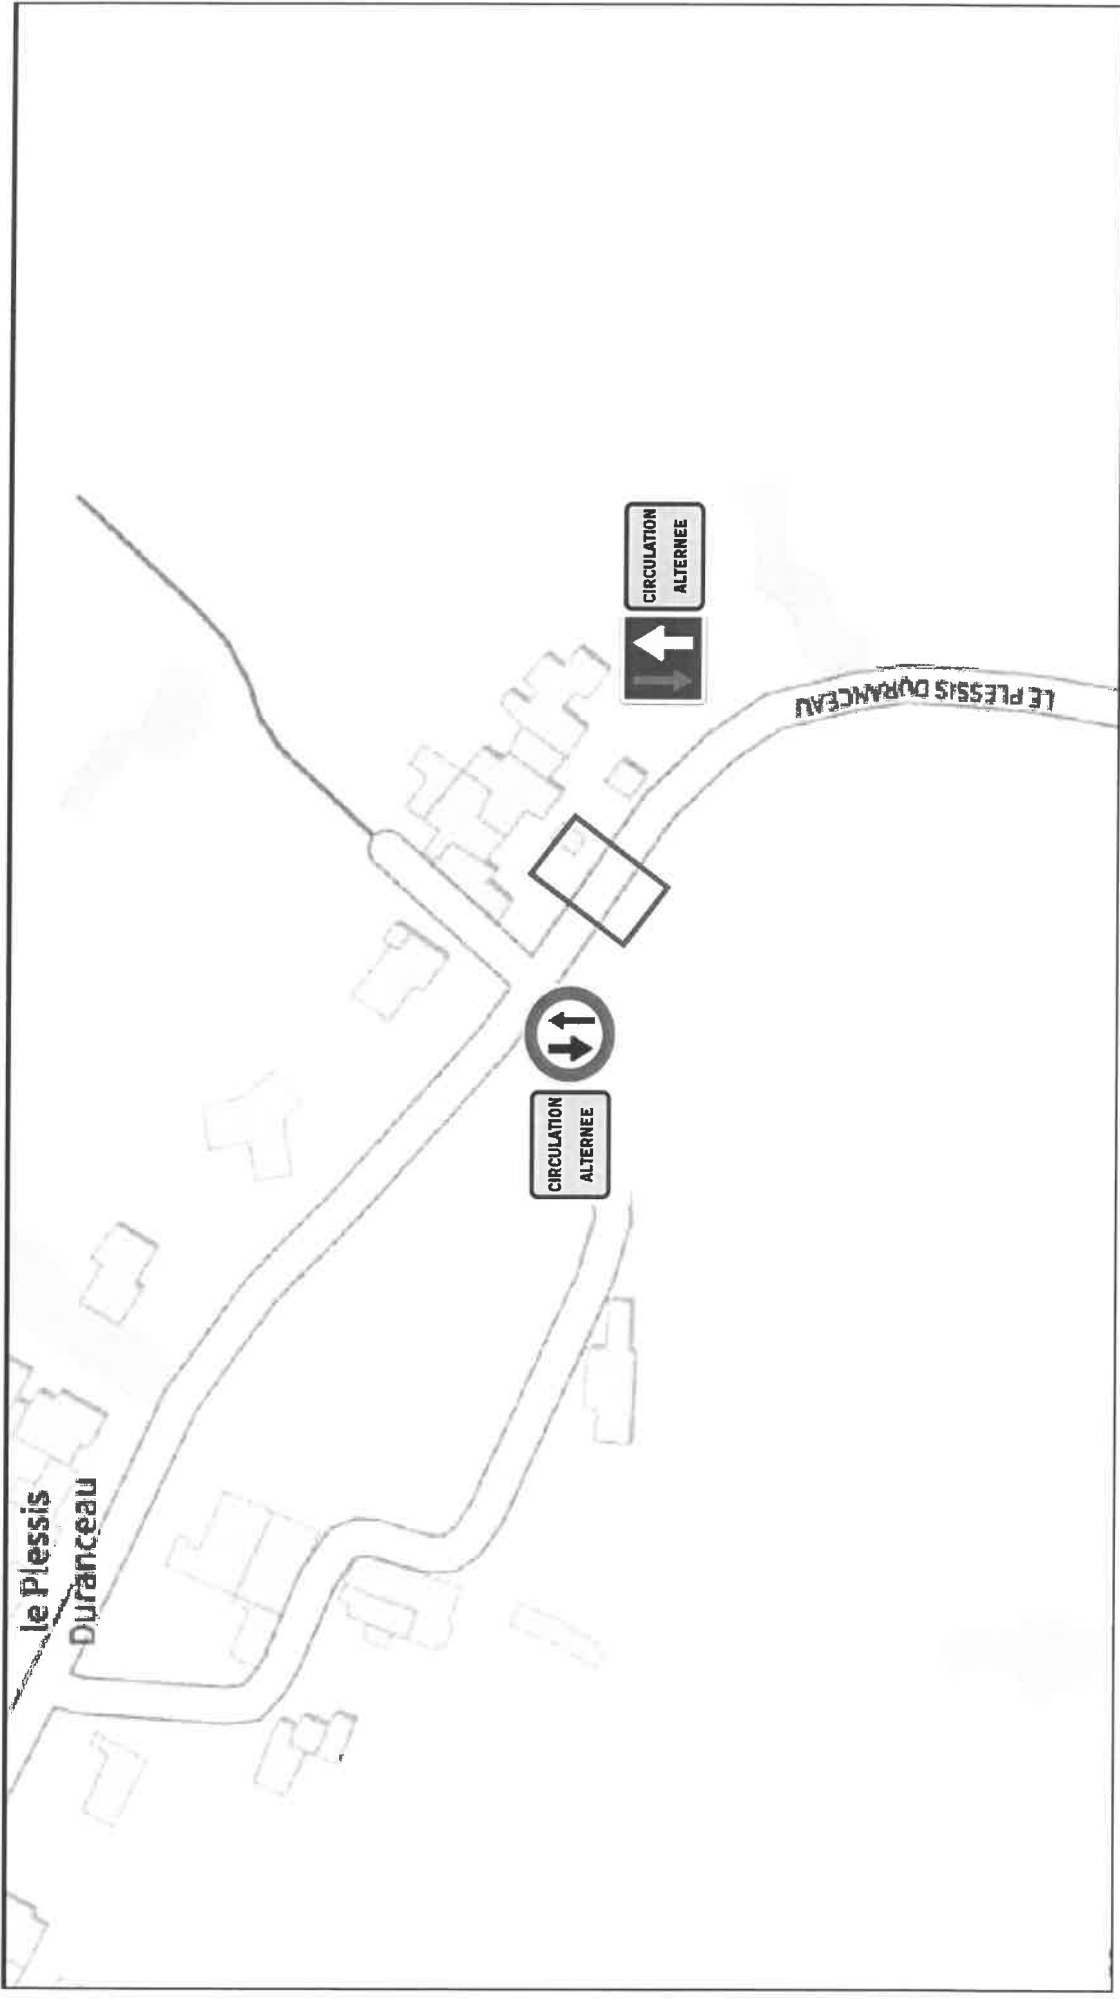 le Plessis
Duranceau
CIRCULATION
ALTERNEE
CIRCULATION
ALTERNEE
LE PLESSIS DURANCEAU